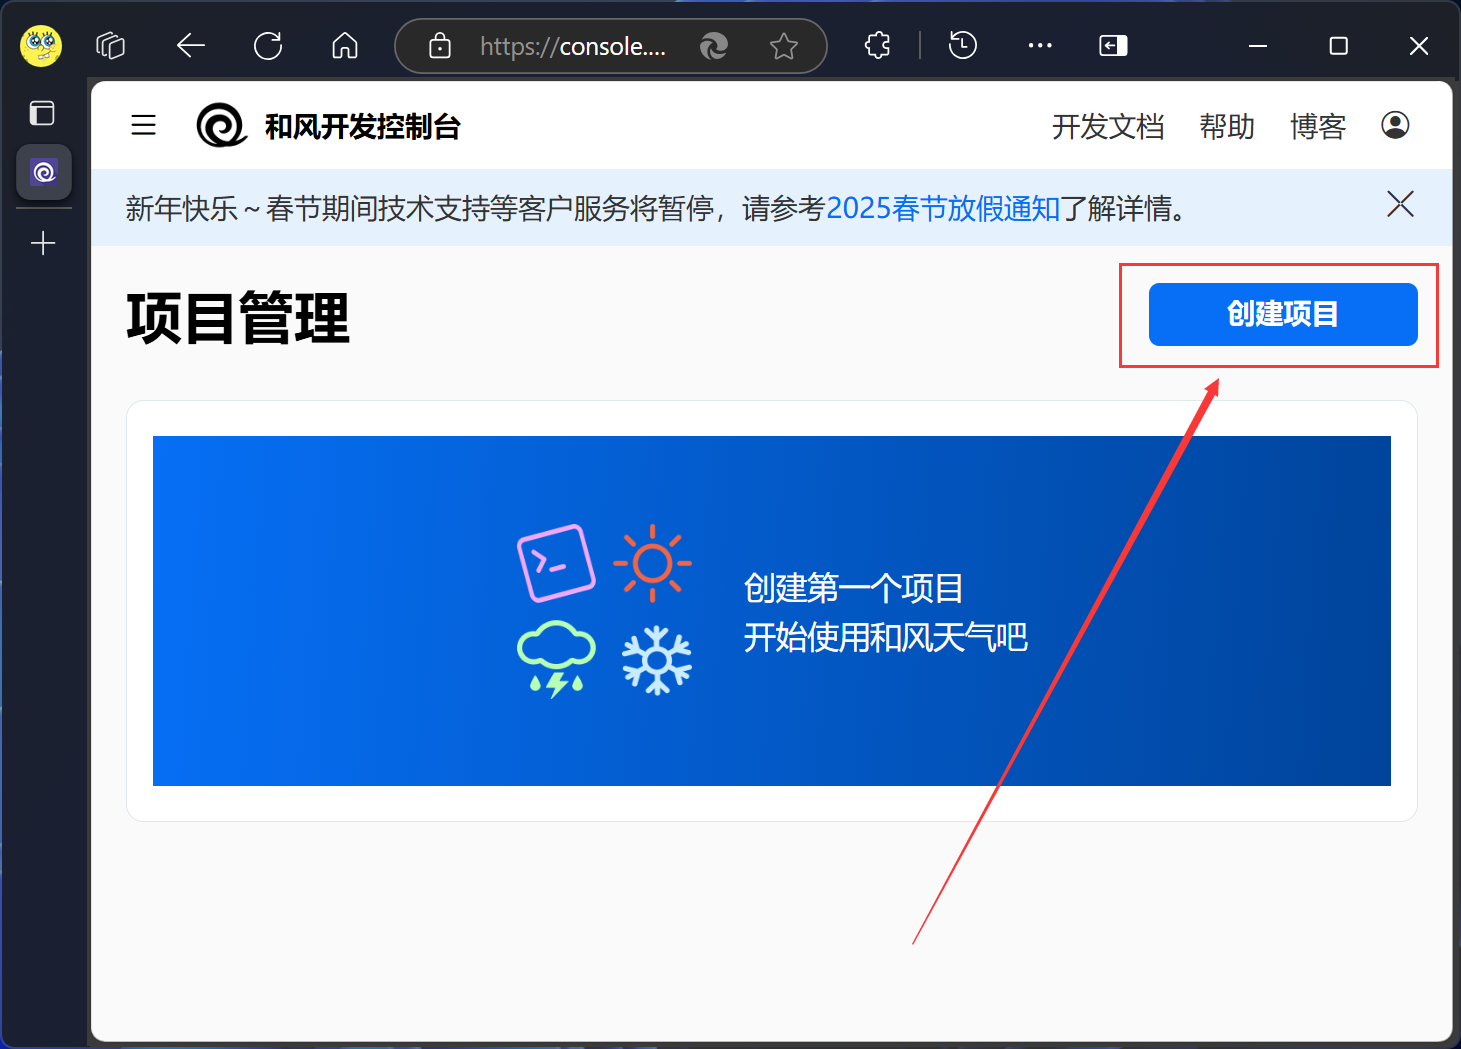 https://console....
和风开发控制台
开发文档 帮助 博客
新年快乐～春节期间技术支持等客户服务将暂停，请参考2025春节放假通知了解详情。
项目管理
创建项目
创建第一个项目
开始使用和风天气吧